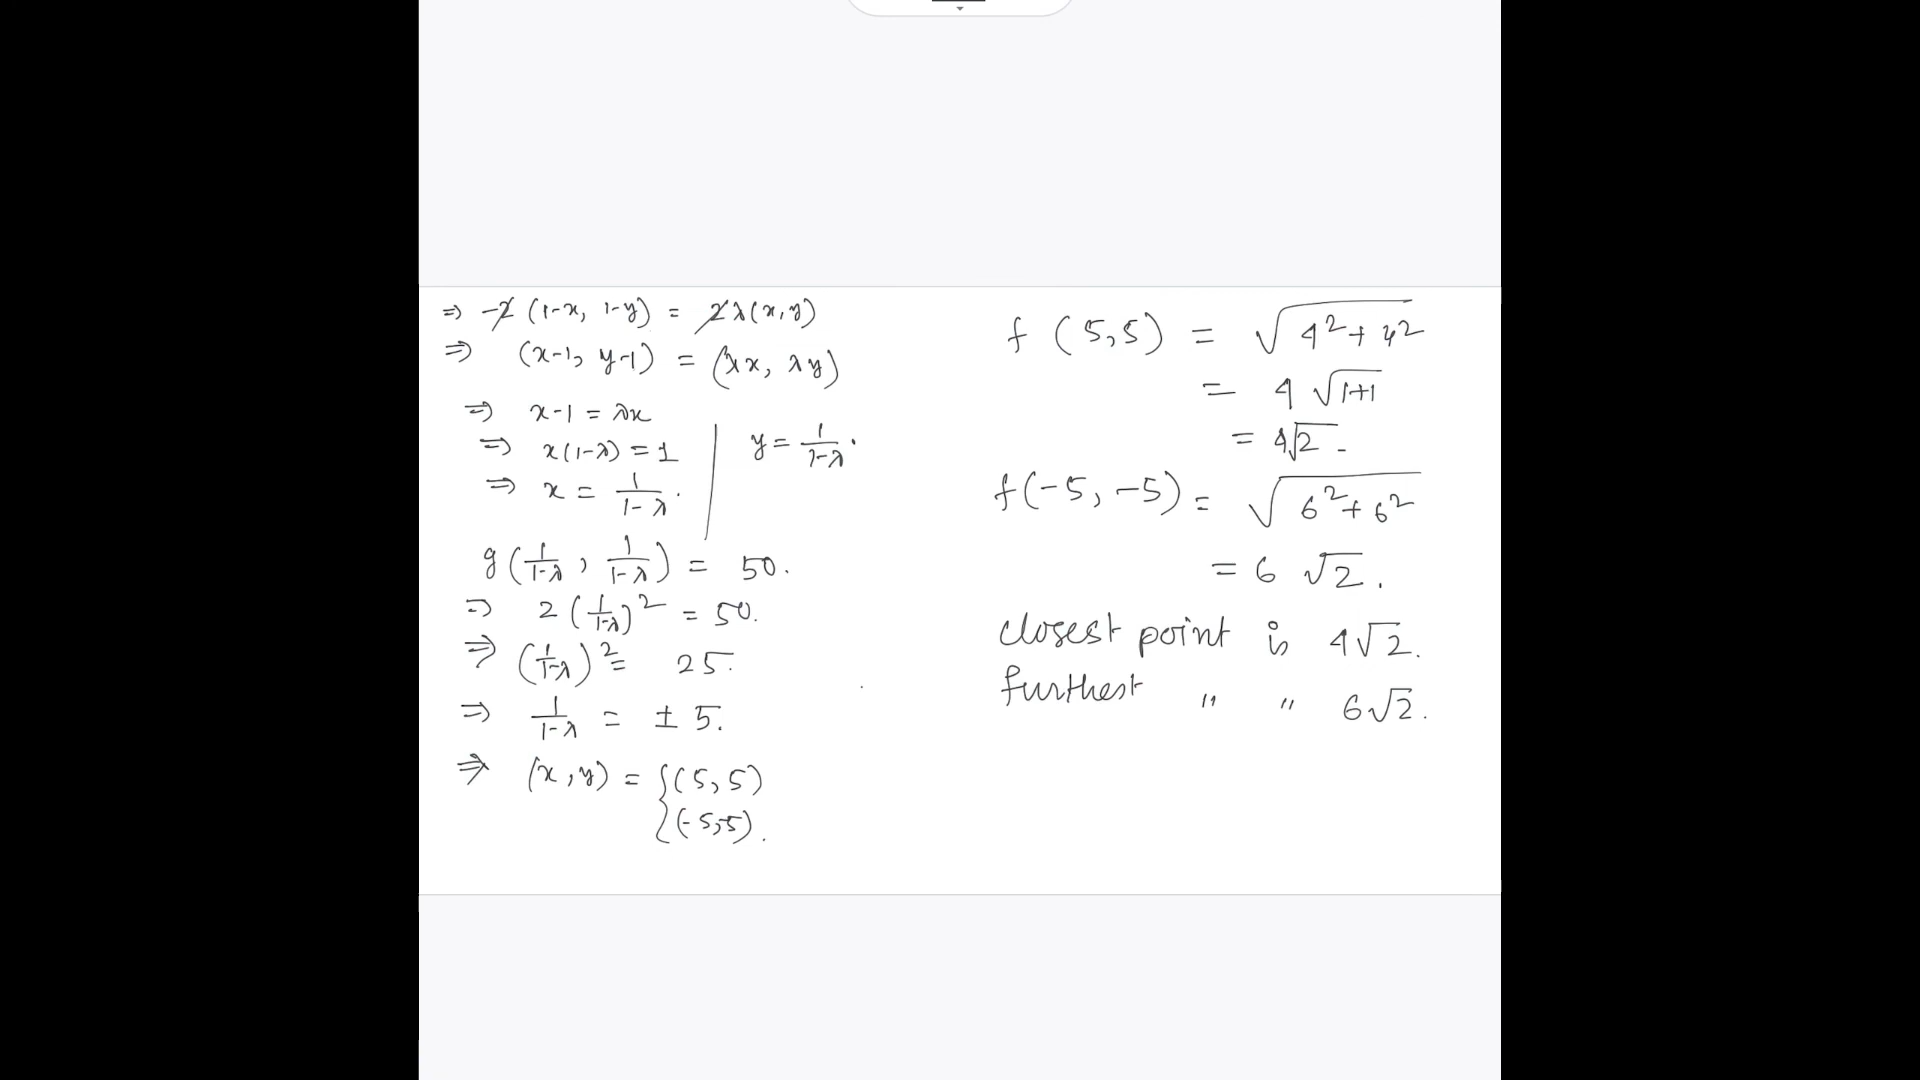 ⇒ -2 (1-x, 1-y) = 2λ(x,y)
⇒ (x-1, y-1) = (λx, λy)
⇒ x-1 = λx
⇒ x(1-λ) = 1
⇒ x = 1/(1-λ).
y = 1/(1-λ).
g(1/(1-λ), 1/(1-λ)) = 50.
⇒ 2(1/(1-λ))² = 50.
⇒ (1/(1-λ))² = 25.
⇒ 1/(1-λ) = ± 5.
⇒ (x,y) = {(5,5)
(-5,-5).
f (5,5) = √(4²+4²)
= 4 √(1+1)
= 4√2.
f(-5,-5) = √(6²+6²)
= 6 √2.
closest point is 4√2.
furthest " " 6√2.